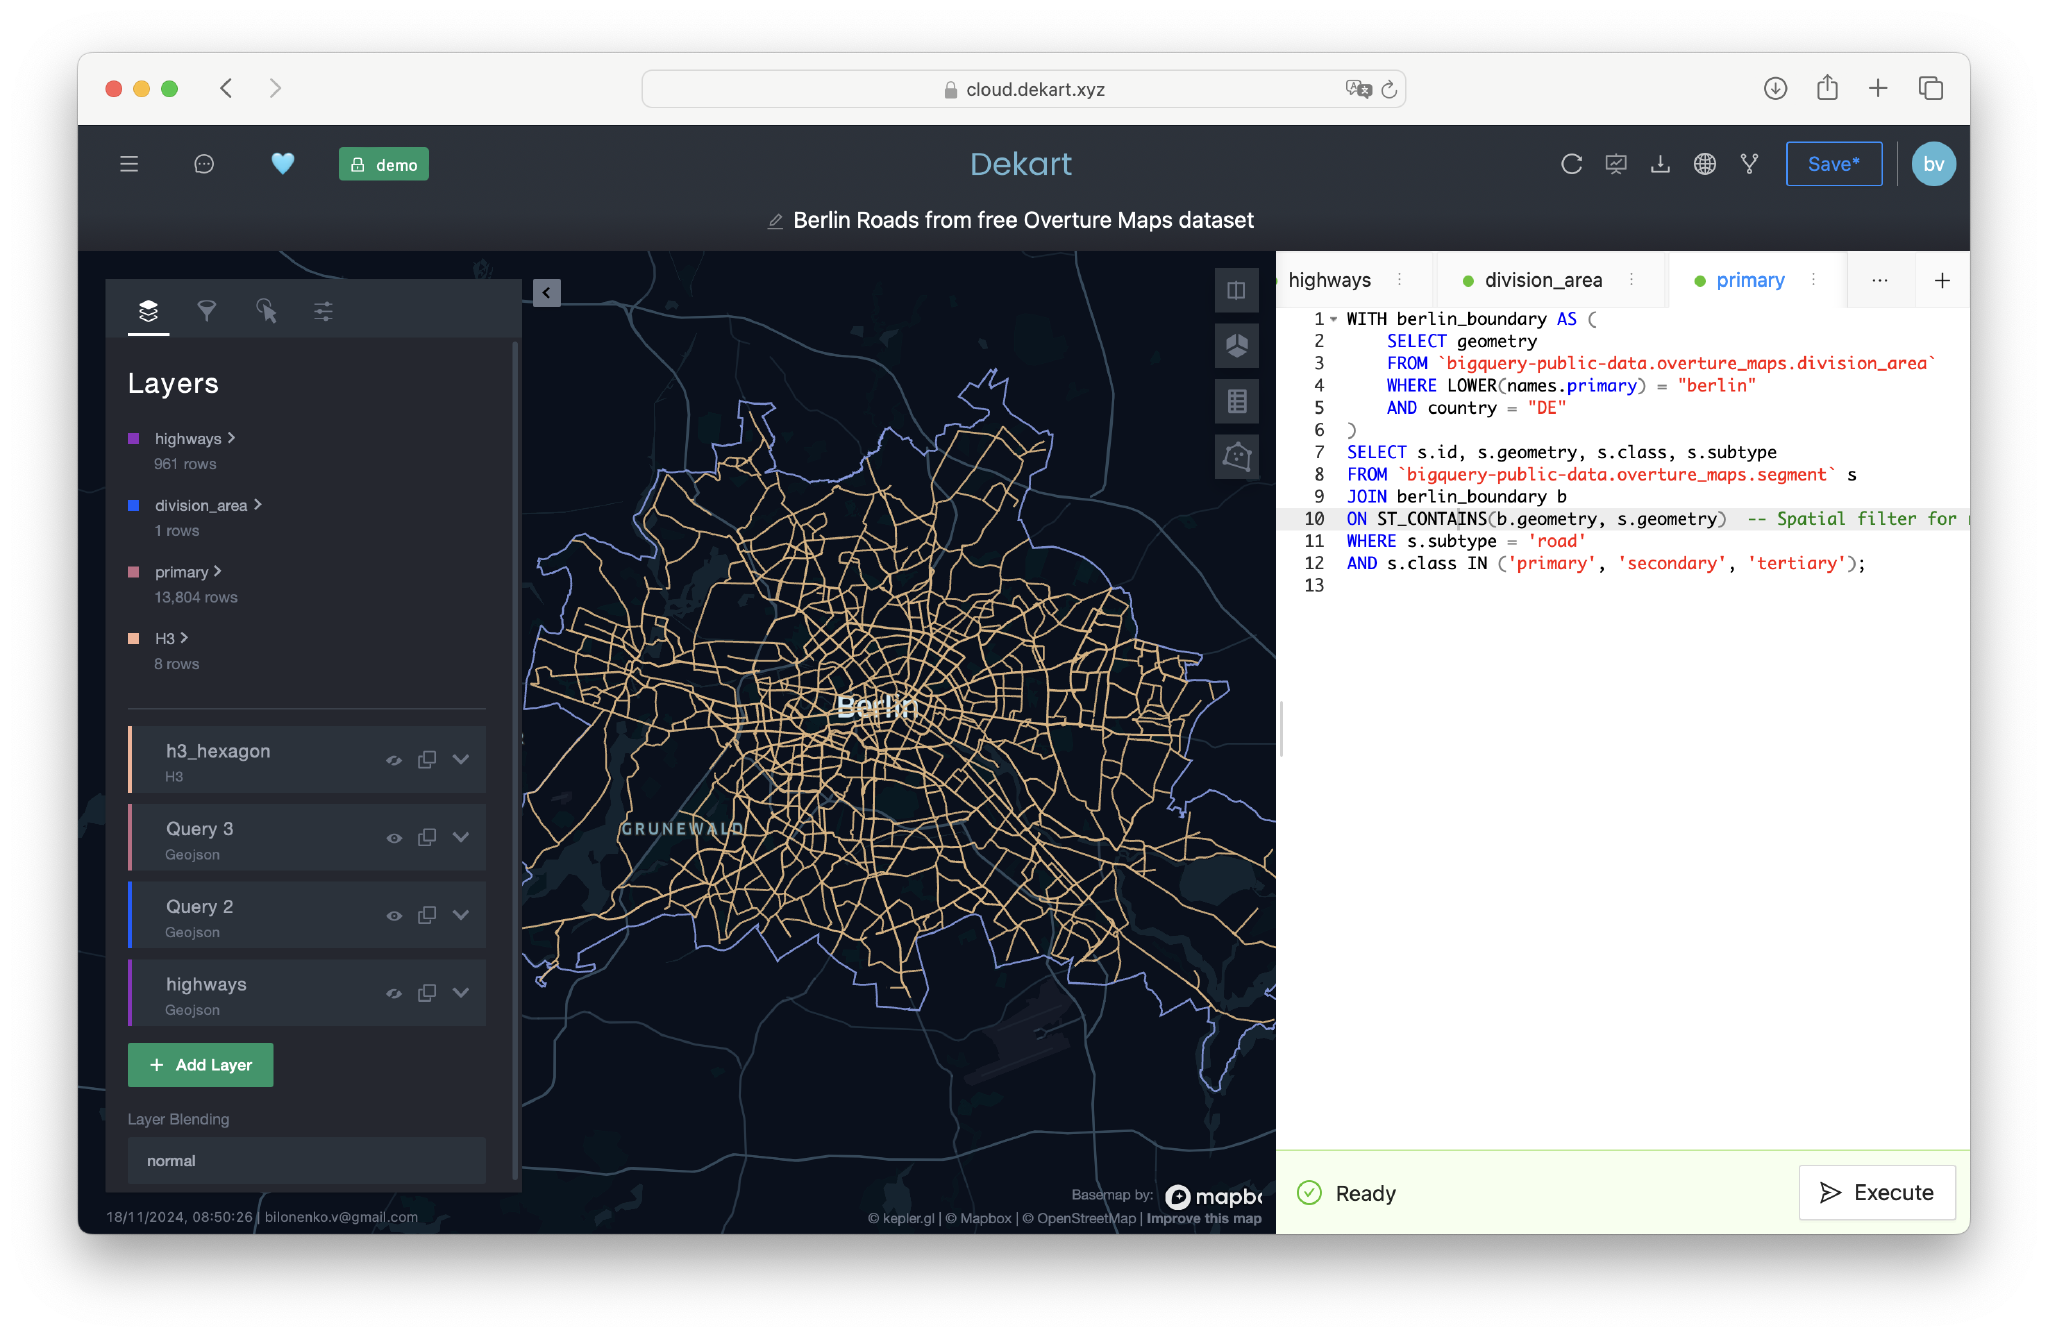 cloud.dekart.xyz
demo
Dekart
Save*
bv
Berlin Roads from free Overture Maps dataset
Layers
highways
961 rows
division_area
1 rows
primary
13,804 rows
H3
8 rows
h3_hexagon
H3
Query 3
Geojson
Query 2
Geojson
highways
Geojson
+ Add Layer
Layer Blending
normal
18/11/2024, 08:50:26 | bilonenko.v@gmail.com
Berlin
GRUNEWALD
Basemap by: mapbo
© kepler.gl | © Mapbox | © OpenStreetMap | Improve this map
highways
division_area
primary
1 WITH berlin_boundary AS (
2 SELECT geometry
3 FROM `bigquery-public-data.overture_maps.division_area`
4 WHERE LOWER(names.primary) = "berlin"
5 AND country = "DE"
6 )
7 SELECT s.id, s.geometry, s.class, s.subtype
8 FROM `bigquery-public-data.overture_maps.segment` s
9 JOIN berlin_boundary b
10 ON ST_CONTAINS(b.geometry, s.geometry) -- Spatial filter for
11 WHERE s.subtype = 'road'
12 AND s.class IN ('primary', 'secondary', 'tertiary');
13
Ready
Execute